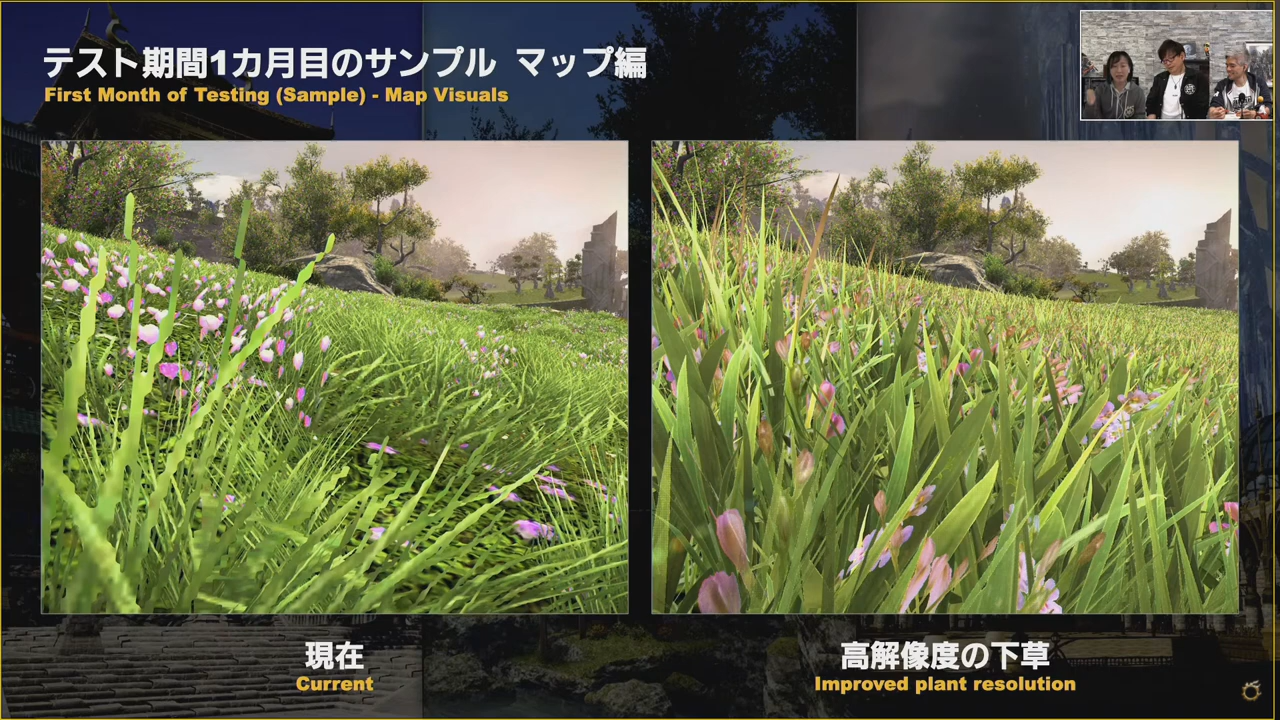 テスト期間1カ月目のサンプル マップ編
First Month of Testing (Sample) - Map Visuals
現在
Current
高解像度の下草
Improved plant resolution